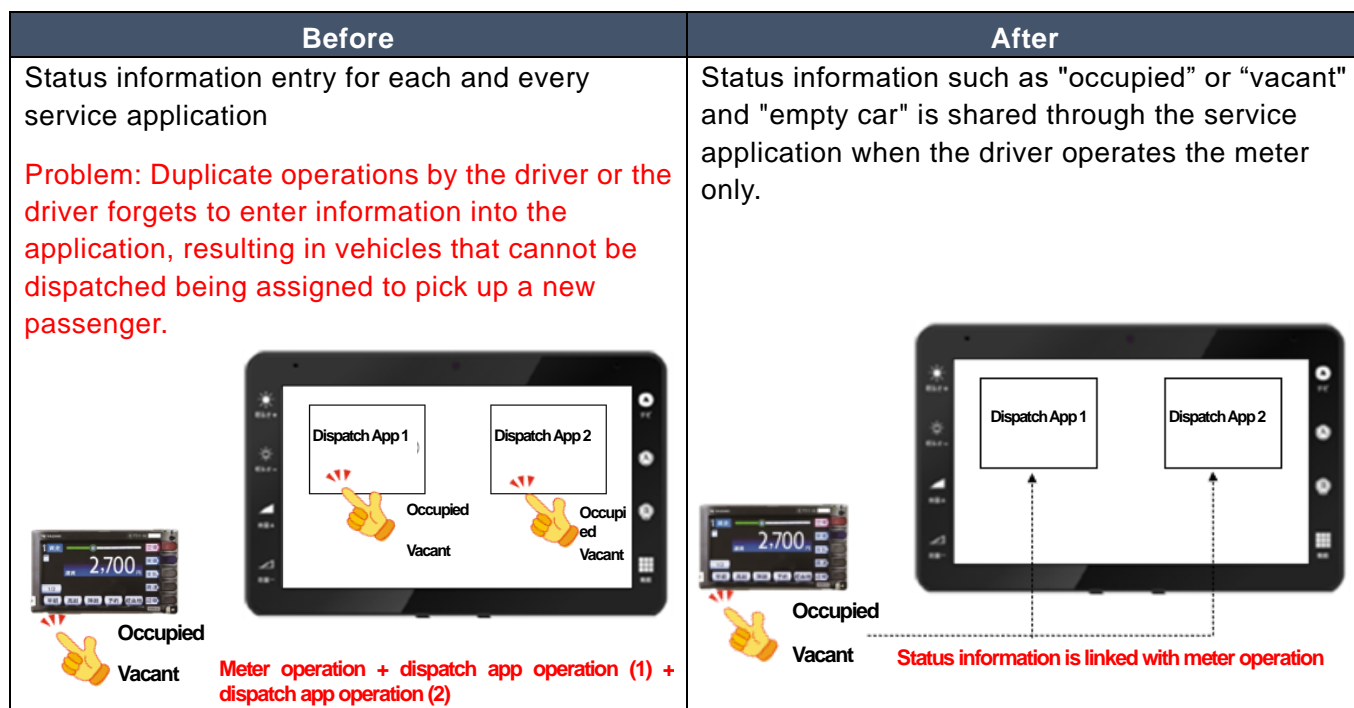 Before
Status information entry for each and every
service application
Problem: Duplicate operations by the driver or the
driver forgets to enter information into the
application, resulting in vehicles that cannot be
dispatched being assigned to pick up a new
passenger.
Dispatch App 1
Dispatch App 2
Occupied
Vacant
Occupi
ed
Vacant
2,700
Occupied
Vacant
Meter operation + dispatch app operation (1) +
dispatch app operation (2)
After
Status information such as "occupied” or “vacant"
and "empty car" is shared through the service
application when the driver operates the meter
only.
Dispatch App 1
Dispatch App 2
2,700
Occupied
Vacant
Status information is linked with meter operation